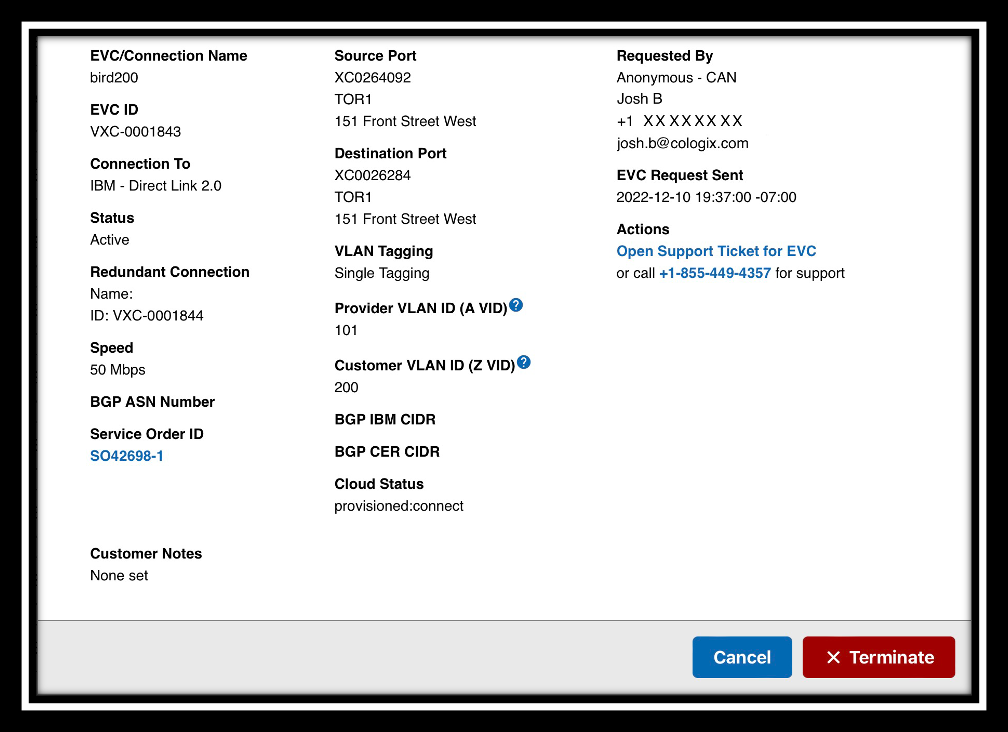 EVC/Connection Name
bird200
EVC ID
VXC-0001843
Connection To
IBM - Direct Link 2.0
Status
Active
Redundant Connection
Name:
ID: VXC-0001844
Speed
50 Mbps
BGP ASN Number
Service Order ID
SO42698-1
Customer Notes
None set
Source Port
XC0264092
TOR1
151 Front Street West
Destination Port
XC0026284
TOR1
151 Front Street West
VLAN Tagging
Single Tagging
Provider VLAN ID (A VID) ?
101
Customer VLAN ID (Z VID) ?
200
BGP IBM CIDR
BGP CER CIDR
Cloud Status
provisioned:connect
Requested By
Anonymous - CAN
Josh B
+1 XXXXXXXX
josh.b@cologix.com
EVC Request Sent
2022-12-10 19:37:00 -07:00
Actions
Open Support Ticket for EVC
or call +1-855-449-4357 for support
Cancel
✕ Terminate